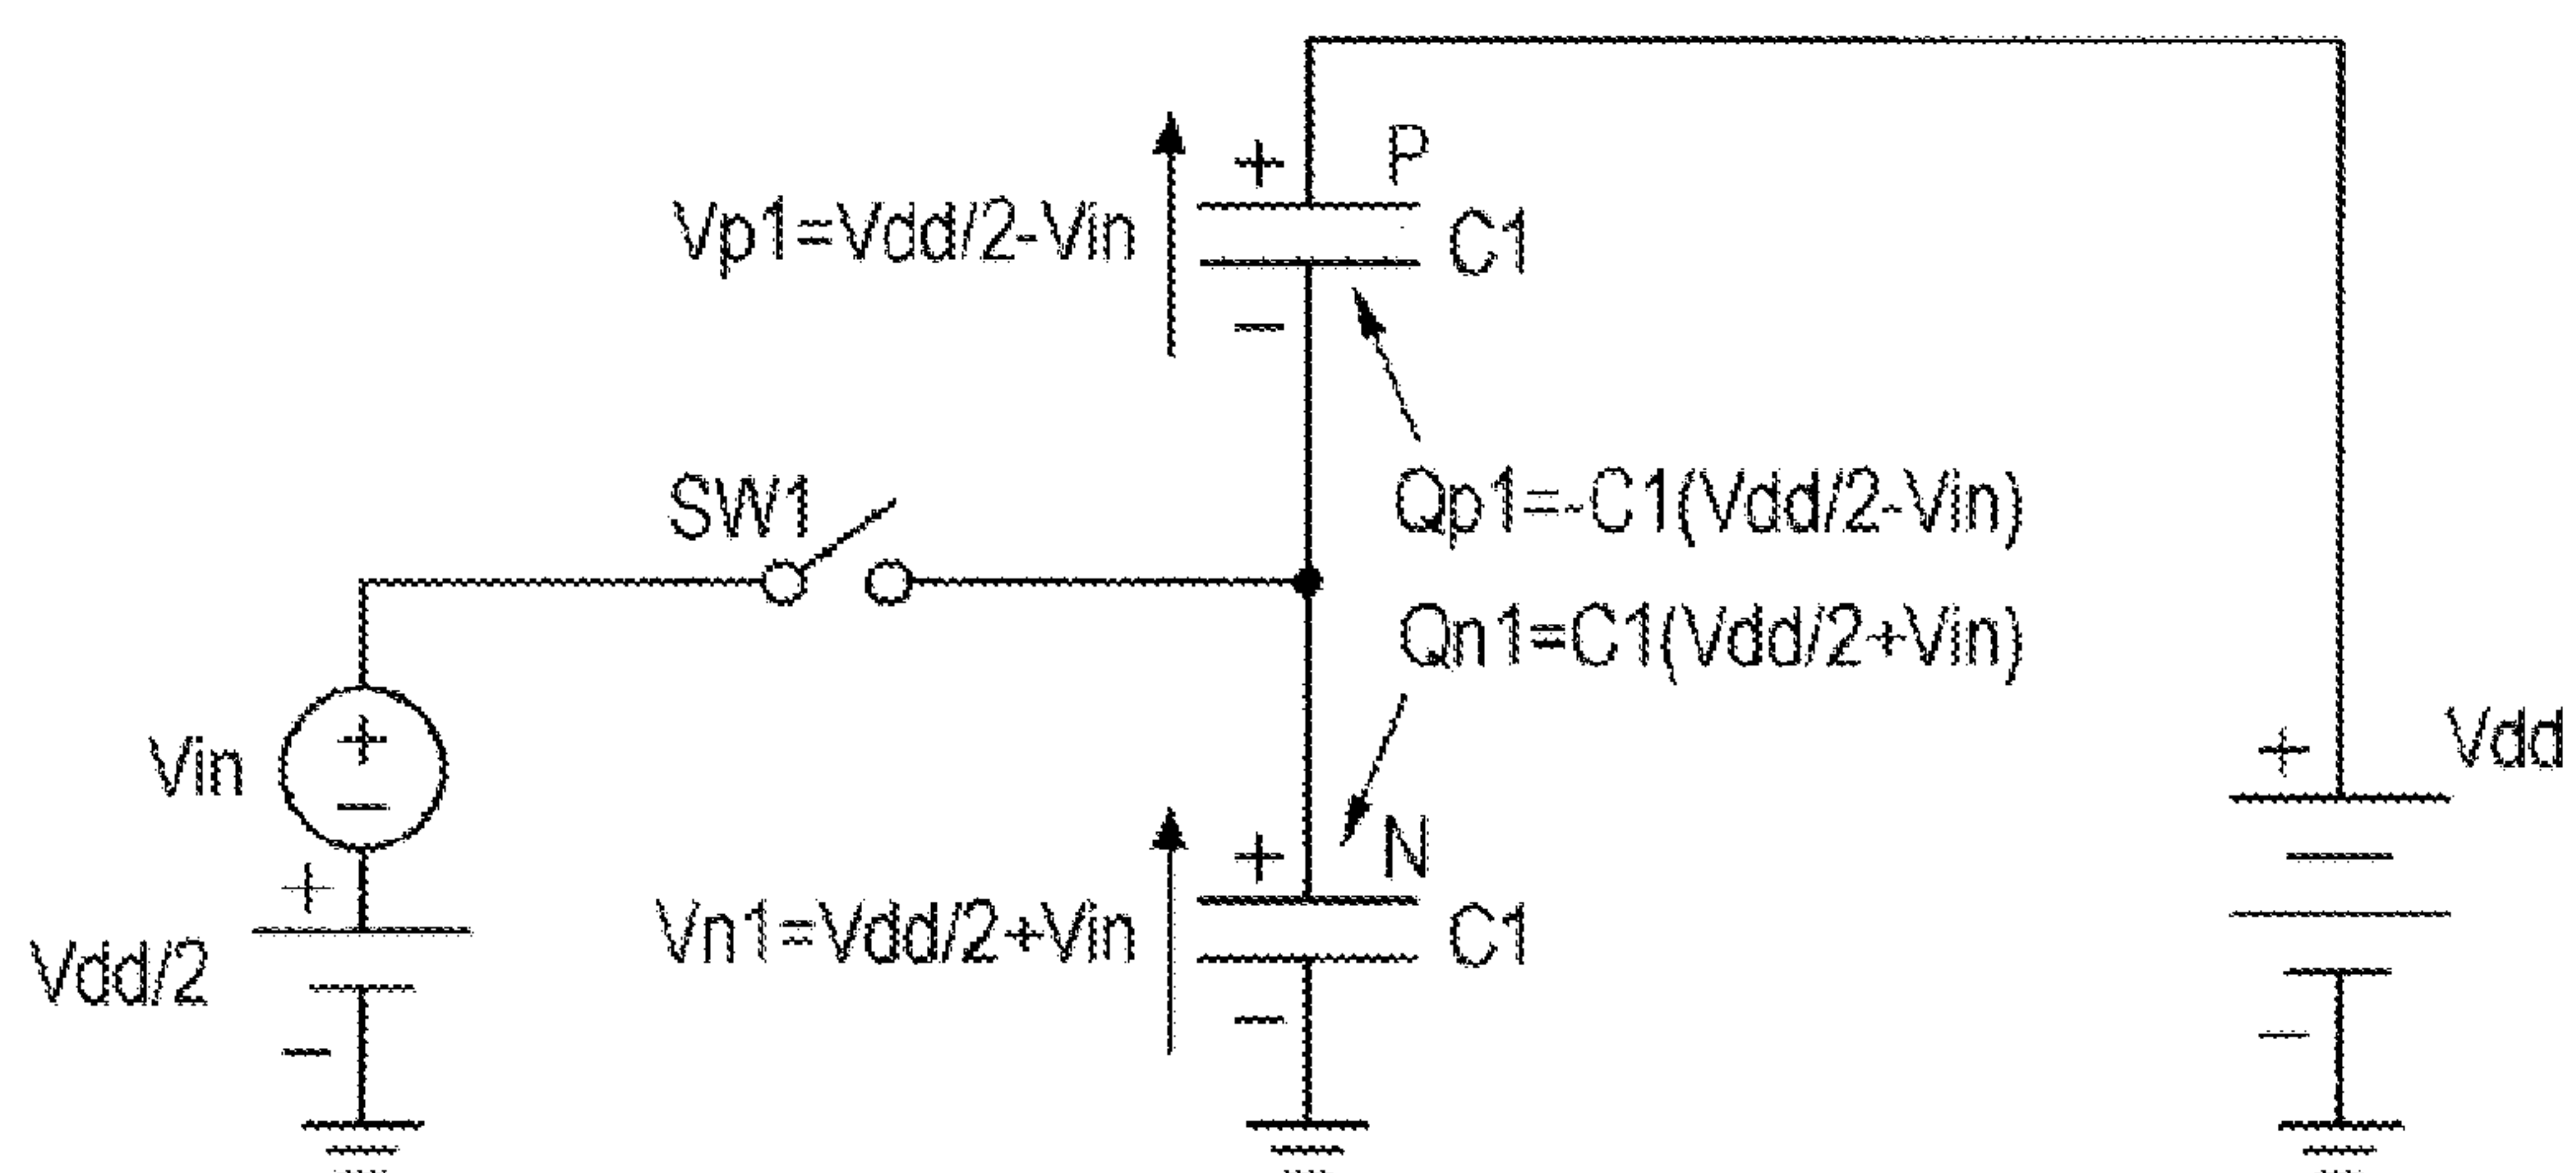 P
Vp1=Vdd/2-Vin
C1
SW1
Qp1=-C1(Vdd/2-Vin)
Qn1=C1(Vdd/2+Vin)
Vin
Vdd
N
Vn1=Vdd/2+Vin
C1
Vdd/2